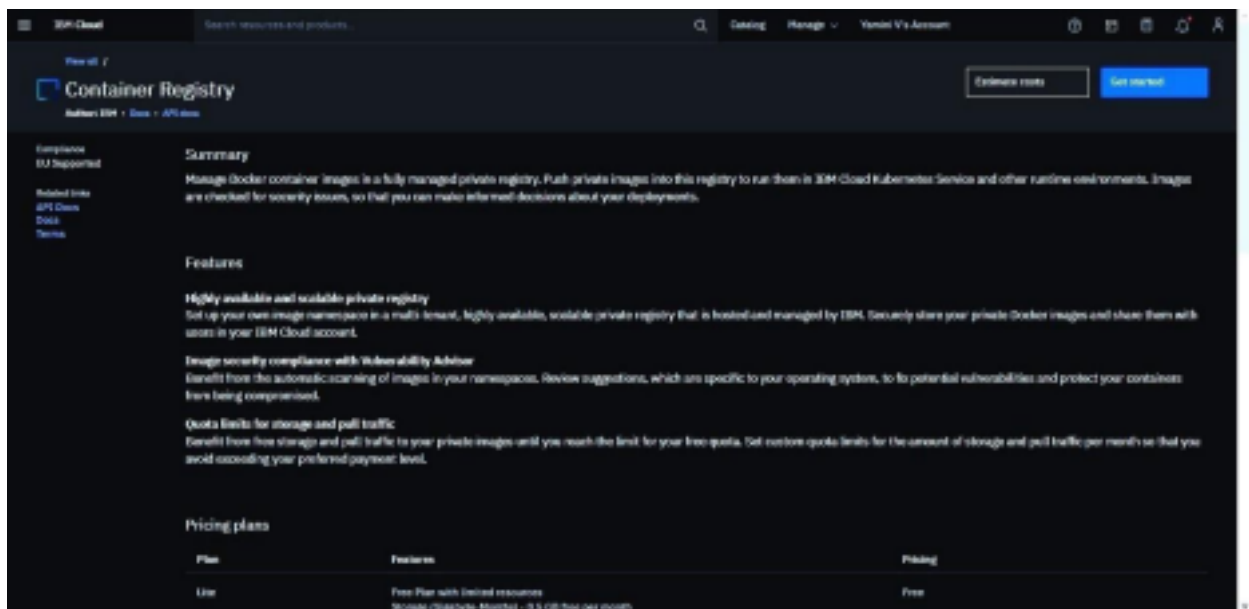 IBM Cloud
Search resources and products...
Catalog
Manage
Yamini V's Account
View all /
Container Registry
Author: IBM • Docs • API docs
Estimate costs
Get started
Compliance
EU Supported
Related links
API Docs
Docs
Terms
Summary
Manage Docker container images in a fully managed private registry. Push private images into this registry to run them in IBM Cloud Kubernetes Service and other runtime environments. Images
are checked for security issues, so that you can make informed decisions about your deployments.
Features
Highly available and scalable private registry
Set up your own image namespace in a multi-tenant, highly available, scalable private registry that is hosted and managed by IBM. Securely store your private Docker images and share them with
users in your IBM Cloud account.
Image security compliance with Vulnerability Advisor
Benefit from the automatic scanning of images in your namespaces. Review suggestions, which are specific to your operating system, to fix potential vulnerabilities and protect your containers
from being compromised.
Quota limits for storage and pull traffic
Benefit from free storage and pull traffic to your private images until you reach the limit for your free quota. Set custom quota limits for the amount of storage and pull traffic per month so that you
avoid exceeding your preferred payment level.
Pricing plans
Plan
Features
Pricing
Lite
Free Plan with limited resources
Free
Storage (Gigabyte-Months) - 0.5 GB free per month